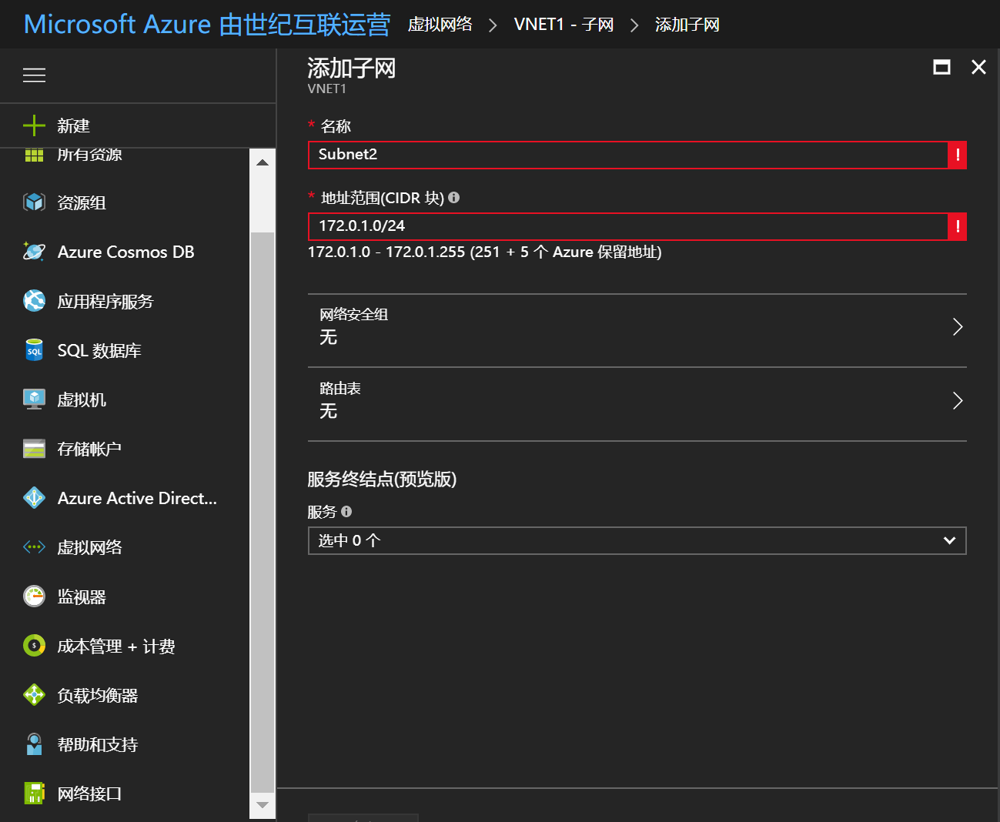 Microsoft Azure 由世纪互联运营 虚拟网络 VNET1 - 子网 添加子网
新建
所有资源
资源组
Azure Cosmos DB
应用程序服务
SQL 数据库
虚拟机
存储帐户
Azure Active Direct...
虚拟网络
监视器
成本管理 + 计费
负载均衡器
帮助和支持
网络接口
添加子网
VNET1
* 名称
Subnet2
!
* 地址范围(CIDR 块)
172.0.1.0/24
!
172.0.1.0 - 172.0.1.255 (251 + 5 个 Azure 保留地址)
网络安全组
无
路由表
无
服务终结点(预览版)
服务
选中 0 个